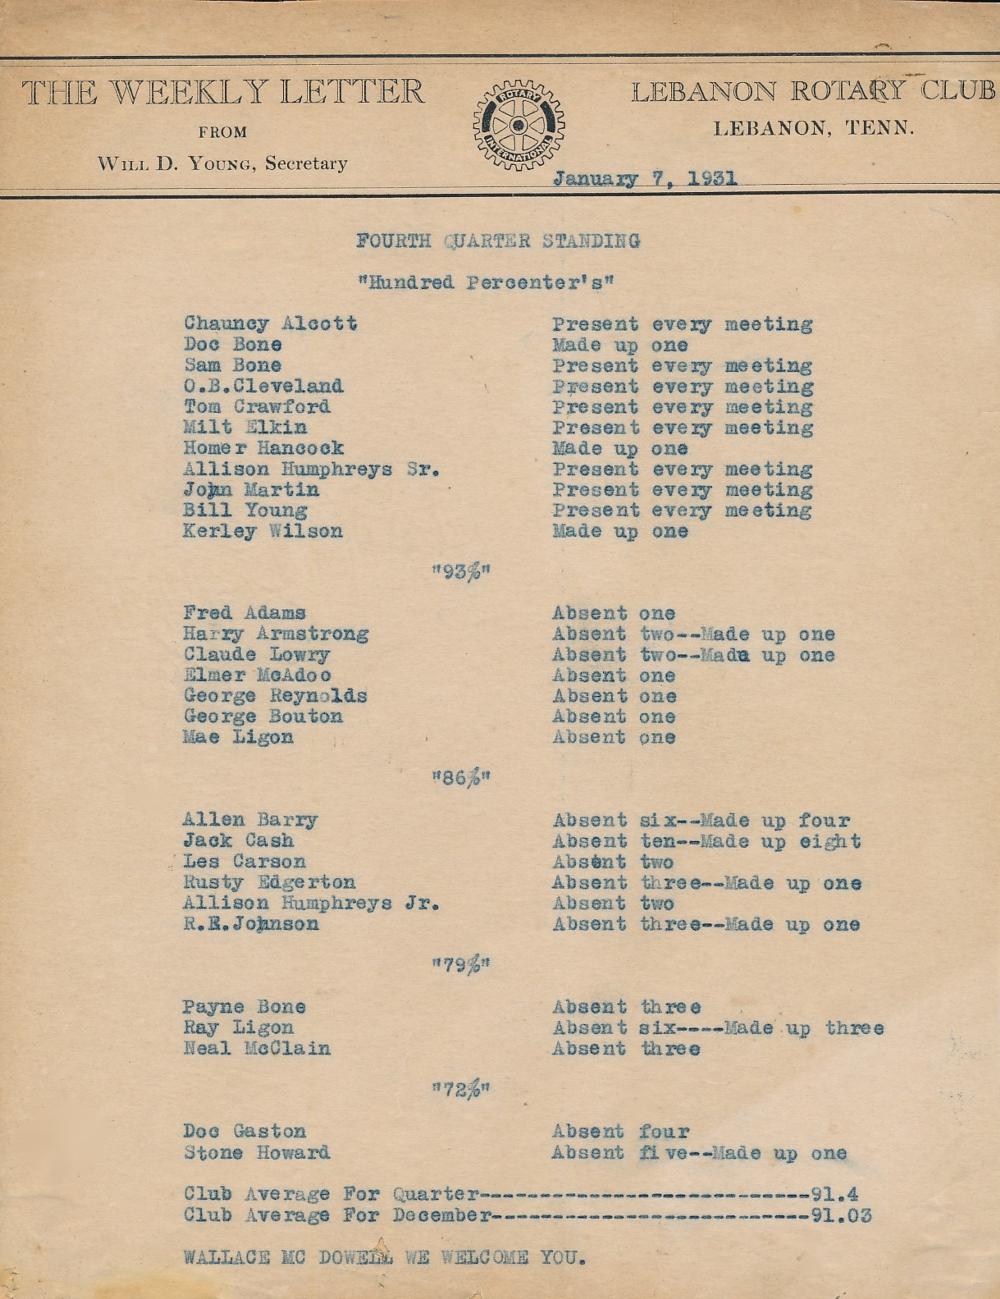 THE WEEKLY LETTER
FROM
WILL D. YOUNG, Secretary
ROTARY
INTERNATIONAL
LEBANON ROTARY CLUB
LEBANON, TENN.
January 7, 1931
FOURTH QUARTER STANDING
"Hundred Percenter's"
Chauncy Alcott Present every meeting
Doc Bone Made up one
Sam Bone Present every meeting
O.B.Cleveland Present every meeting
Tom Crawford Present every meeting
Milt Elkin Present every meeting
Homer Hancock Made up one
Allison Humphreys Sr. Present every meeting
John Martin Present every meeting
Bill Young Present every meeting
Kerley Wilson Made up one
"93%"
Fred Adams Absent one
Harry Armstrong Absent two--Made up one
Claude Lowry Absent two--Made up one
Elmer McAdoo Absent one
George Reynolds Absent one
George Bouton Absent one
Mae Ligon Absent one
"86%"
Allen Barry Absent six--Made up four
Jack Cash Absent ten--Made up eight
Les Carson Absent two
Rusty Edgerton Absent three--Made up one
Allison Humphreys Jr. Absent two
R.E.Johnson Absent three--Made up one
"79%"
Payne Bone Absent three
Ray Ligon Absent six----Made up three
Neal McClain Absent three
"72%"
Doc Gaston Absent four
Stone Howard Absent five--Made up one
Club Average For Quarter---------------------------91.4
Club Average For December--------------------------91.03
WALLACE MC DOWELL WE WELCOME YOU.